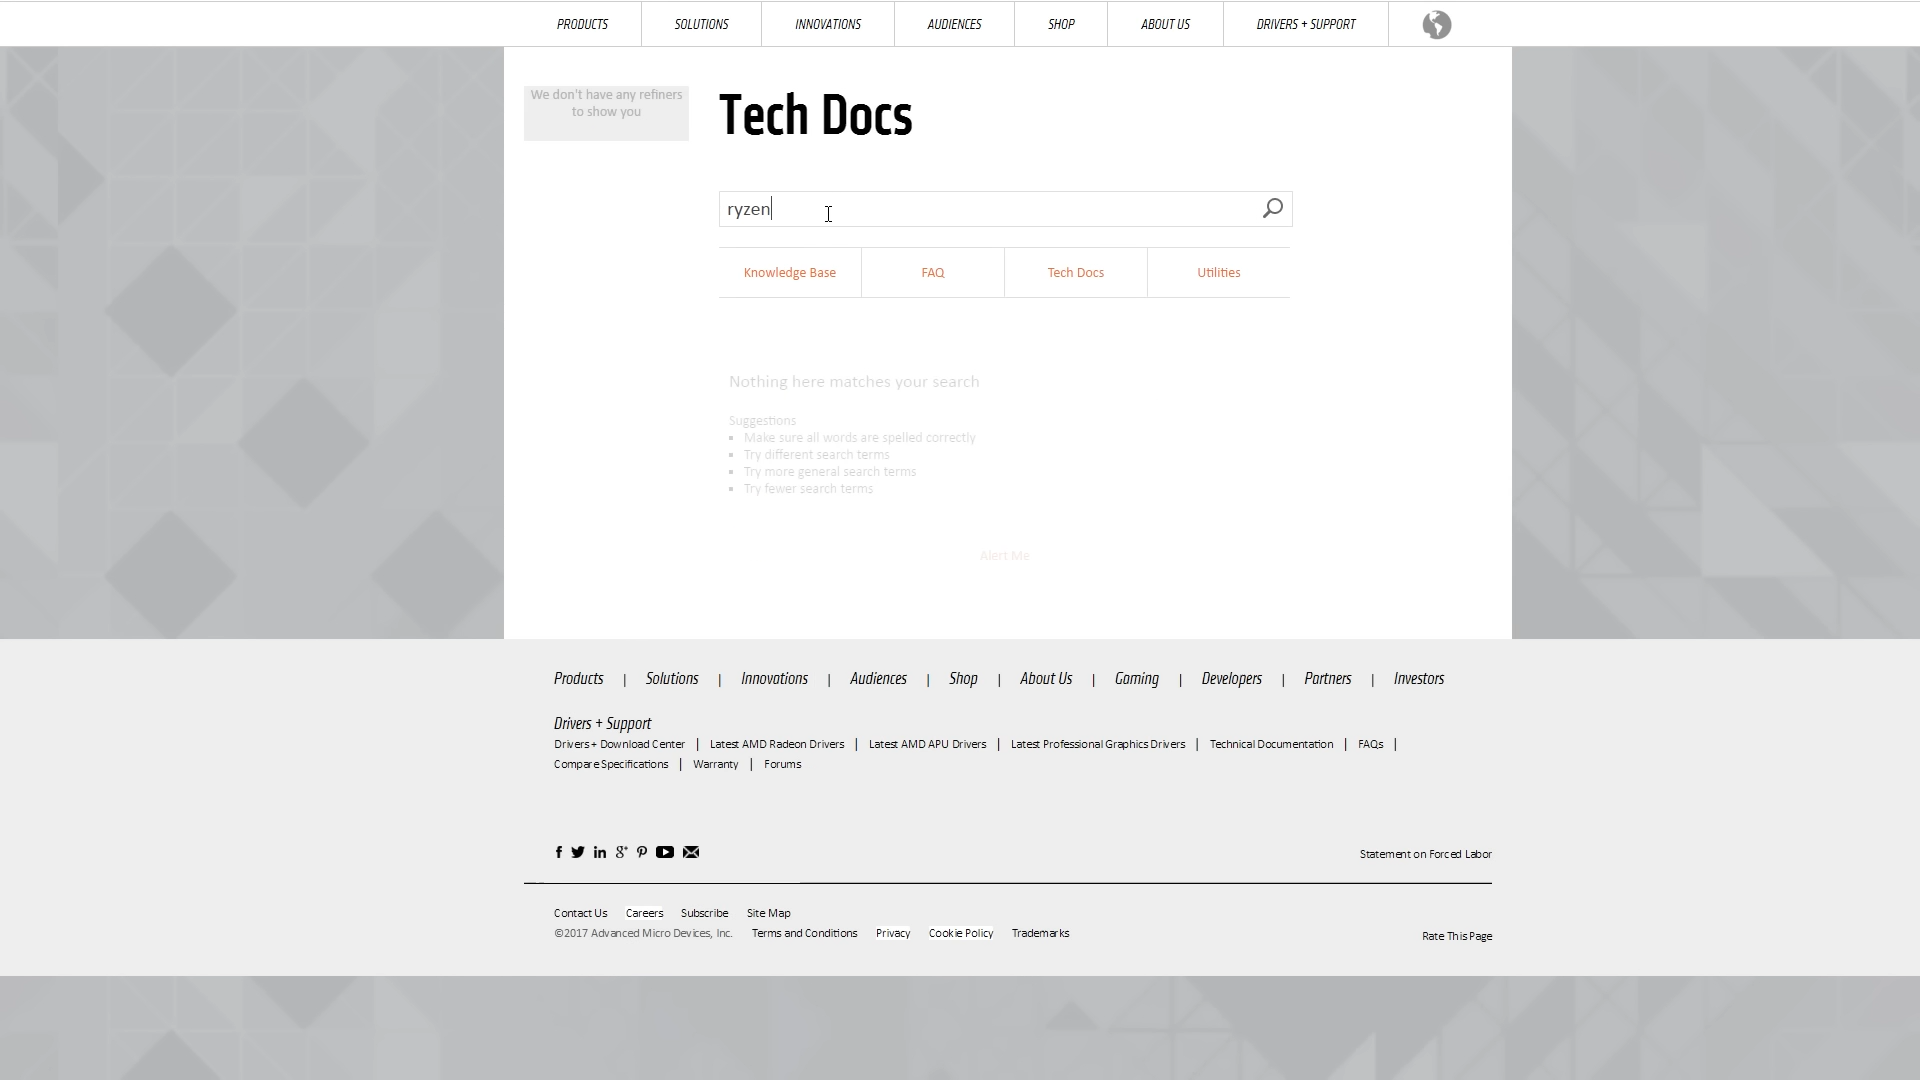 PRODUCTS SOLUTIONS INNOVATIONS AUDIENCES SHOP ABOUT US DRIVERS + SUPPORT
We don't have any refiners
to show you
Tech Docs
ryzen
Knowledge Base FAQ Tech Docs Utilities
Nothing here matches your search
Suggestions
Make sure all words are spelled correctly
Try different search terms
Try more general search terms
Try fewer search terms
Alert Me
Products | Solutions | Innovations | Audiences | Shop | About Us | Gaming | Developers | Partners | Investors
Drivers + Support
Drivers + Download Center | Latest AMD Radeon Drivers | Latest AMD APU Drivers | Latest Professional Graphics Drivers | Technical Documentation | FAQs |
Compare Specifications | Warranty | Forums
Statement on Forced Labor
Contact Us Careers Subscribe Site Map
©2017 Advanced Micro Devices, Inc. Terms and Conditions Privacy Cookie Policy Trademarks
Rate This Page